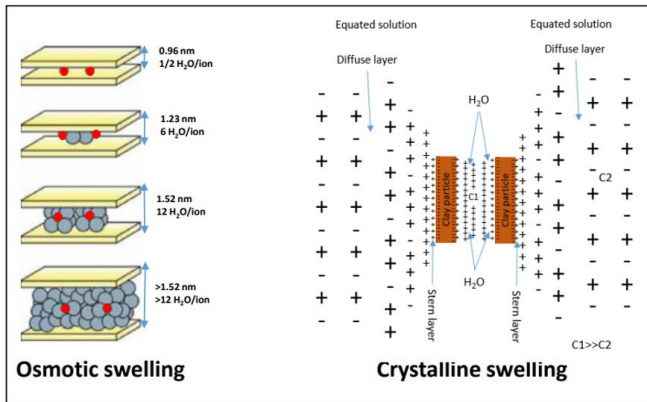 0.96 nm
1/2 H₂O/ion
1.23 nm
6 H₂O/ion
1.52 nm
12 H₂O/ion
>1.52 nm
>12 H₂O/ion
Osmotic swelling
Equated solution
Equated solution
Diffuse layer
Diffuse layer
H₂O
Clay particle
C1
Clay particle
C2
H₂O
Stern layer
Stern layer
C1>>C2
Crystalline swelling